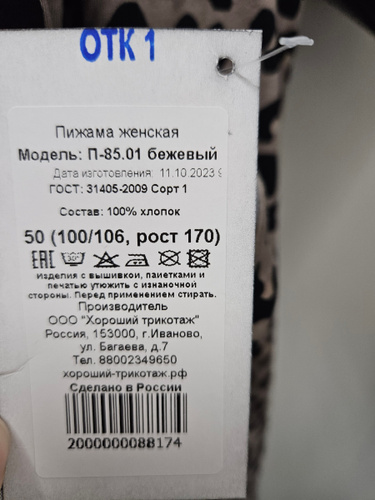 ОТК 1
Пижама женская
Модель: П-85.01 бежевый
Дата изготовления: 11.10.2023
ГОСТ: 31405-2009 Сорт 1
Состав: 100% хлопок
50 (100/106, рост 170)
ЕАС
Изделия с вышивкой, паиетками и
печатью утюжить с изнаночной
стороны. Перед применением стирать.
Производитель
ООО "Хороший трикотаж"
Россия, 153000, г.Иваново,
ул. Багаева, д.7
Тел. 88002349650
хороший-трикотаж.рф
Сделано в России
2000000088174